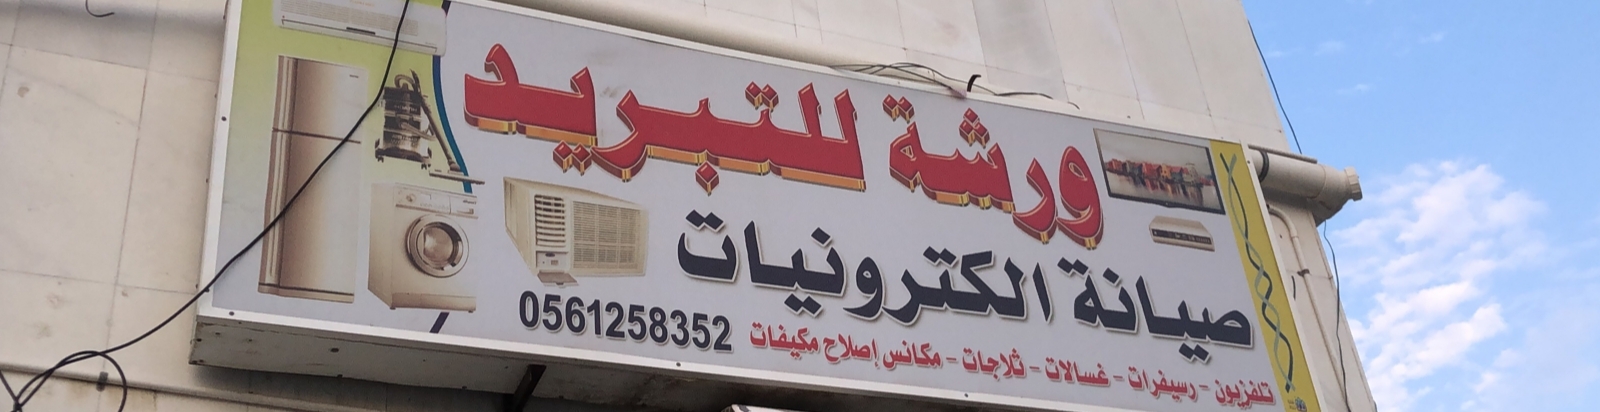 ورشة للتبريد
صيانة الكترونيات
تلفزيون - رسيفرات - غسالات - ثلاجات - مكانس إصلاح مكيفات
0561258352